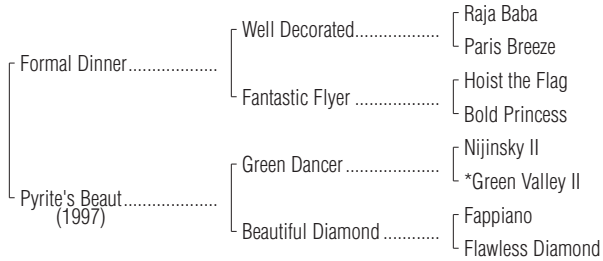 Raja Baba
Well Decorated..................
Paris Breeze
Formal Dinner...................
Hoist the Flag
Fantastic Flyer ..................
Bold Princess
Nijinsky II
Green Dancer ....................
*Green Valley II
Pyrite's Beaut....................
(1997)
Fappiano
Beautiful Diamond ............
Flawless Diamond